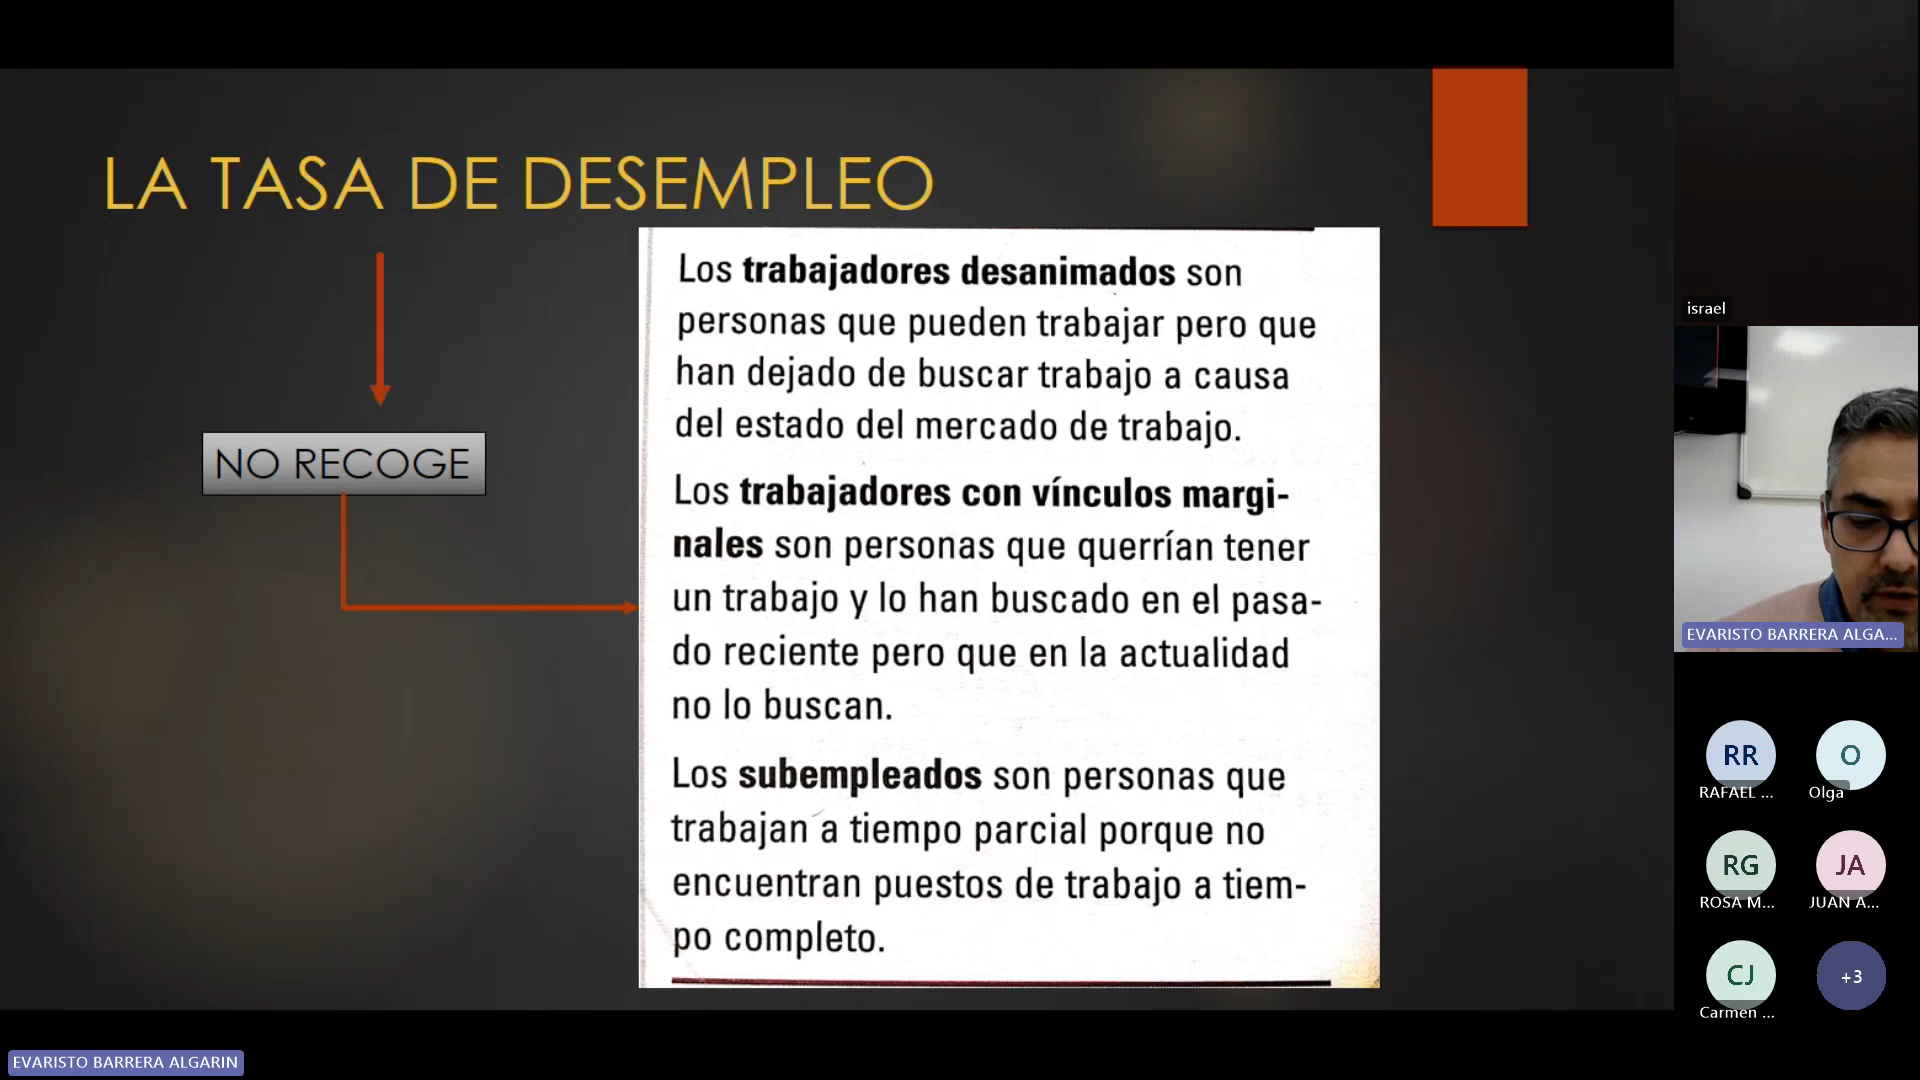 LA TASA DE DESEMPLEO
NO RECOGE
Los trabajadores desanimados son
personas que pueden trabajar pero que
han dejado de buscar trabajo a causa
del estado del mercado de trabajo.
Los trabajadores con vínculos margi-
nales son personas que querrían tener
un trabajo y lo han buscado en el pasa-
do reciente pero que en la actualidad
no lo buscan.
Los subempleados son personas que
trabajan a tiempo parcial porque no
encuentran puestos de trabajo a tiem-
po completo.
israel
EVARISTO BARRERA ALGA...
RR
RAFAEL ...
O
Olga
RG
ROSA M...
JA
JUAN A...
CJ
Carmen ...
+3
EVARISTO BARRERA ALGARIN